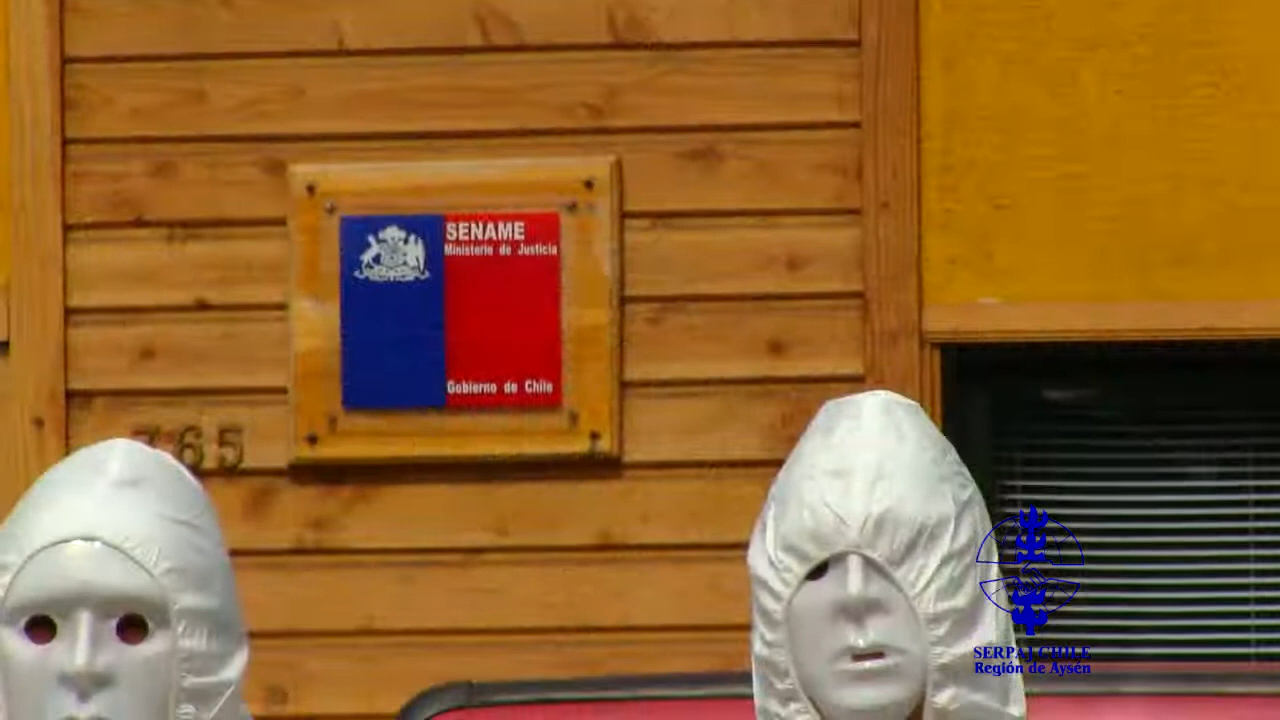 SENAME
Ministerio de Justicia
Gobierno de Chile
765
SERPAJ CHILE
Región de Aysén